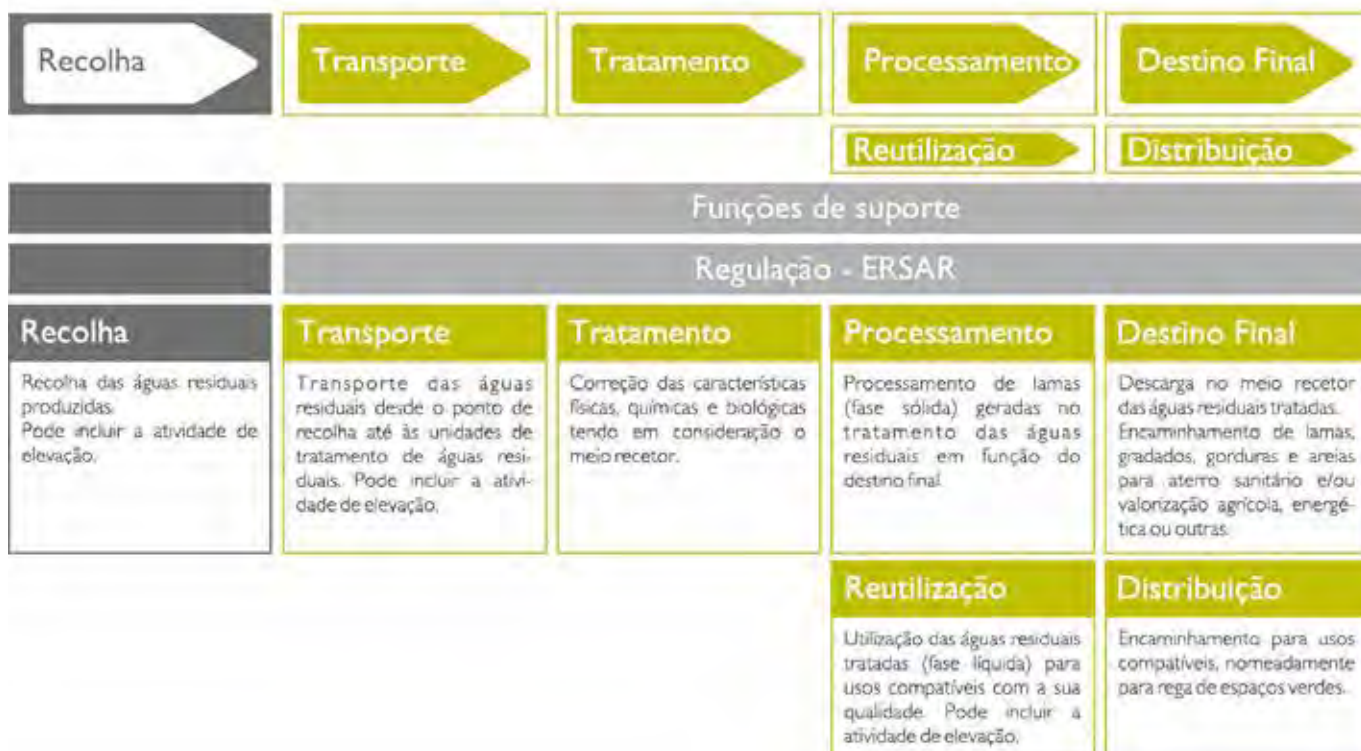 Recolha
Transporte
Tratamento
Processamento
Destino Final
Reutilização
Distribuição
Funções de suporte
Regulação - ERSAR
Recolha
Recolha das águas residuais
produzidas.
Pode incluir a atividade de
elevação.
Transporte
Transporte das águas
residuais desde o ponto de
recolha até às unidades de
tratamento de águas resi-
duais. Pode incluir a ativi-
dade de elevação.
Tratamento
Correção das características
físicas, químicas e biológicas
tendo em consideração o
meio recetor.
Processamento
Processamento de lamas
(fase sólida) geradas no
tratamento das águas
residuais em função do
destino final.
Destino Final
Descarga no meio recetor
das águas residuais tratadas.
Encaminhamento de lamas,
gradados, gorduras e areias
para aterro sanitário e/ou
valorização agrícola, energé-
tica ou outras.
Reutilização
Utilização das águas residuais
tratadas (fase líquida) para
usos compatíveis com a sua
qualidade. Pode incluir a
atividade de elevação.
Distribuição
Encaminhamento para usos
compatíveis, nomeadamente
para rega de espaços verdes.